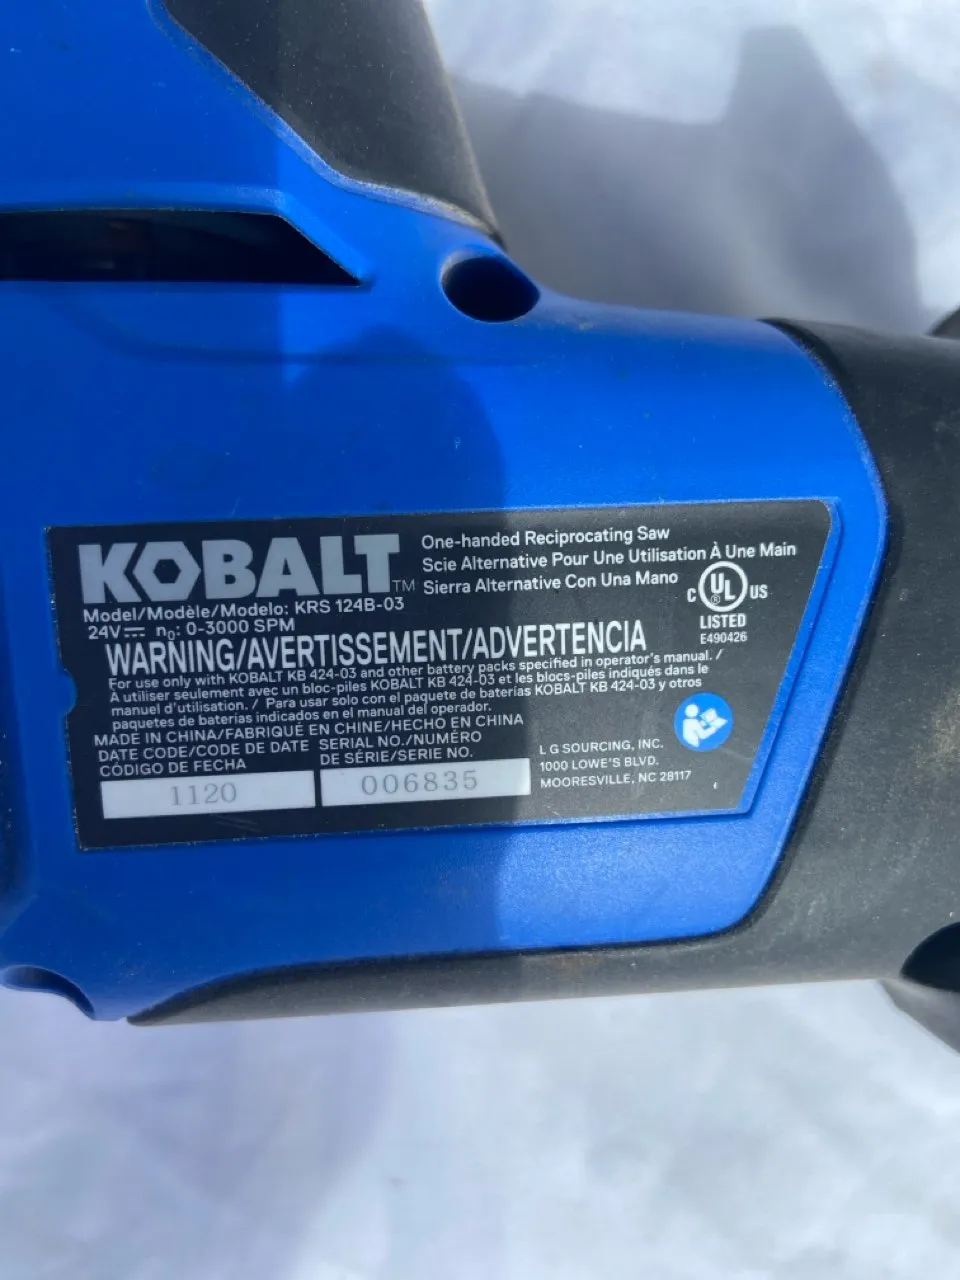 KOBALT™
One-handed Reciprocating Saw
Scie Alternative Pour Une Utilisation À Une Main
Sierra Alternative Con Una Mano
Model/Modèle/Modelo: KRS 124B-03
24V⎓ n₀: 0-3000 SPM
C UL® US
LISTED
E490426
WARNING/AVERTISSEMENT/ADVERTENCIA
For use only with KOBALT KB 424-03 and other battery packs specified in operator's manual. /
À utiliser seulement avec un bloc-piles KOBALT KB 424-03 et les blocs-piles indiqués dans le
manuel d'utilisation. / Para usar solo con el paquete de baterías KOBALT KB 424-03 y otros
paquetes de baterías indicados en el manual del operador.
MADE IN CHINA/FABRIQUÉ EN CHINE/HECHO EN CHINA
DATE CODE/CODE DE DATE
CÓDIGO DE FECHA
1120
SERIAL NO./NUMÉRO
DE SÉRIE/SERIE NO.
006835
L G SOURCING, INC.
1000 LOWE'S BLVD.
MOORESVILLE, NC 28117